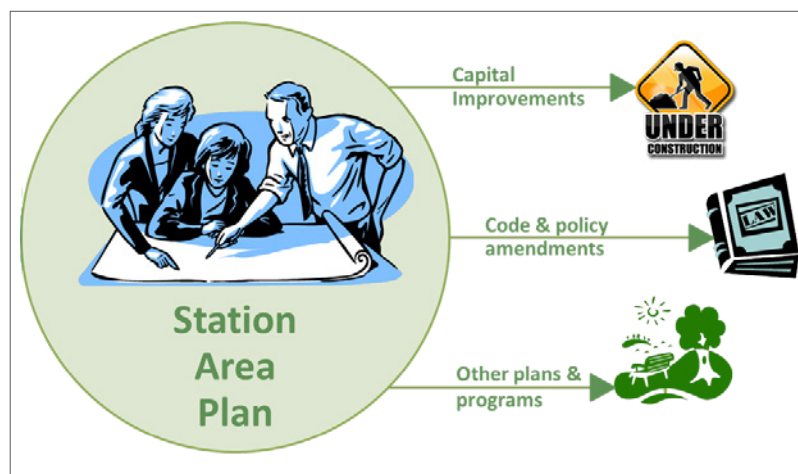 Capital
Improvements
UNDER
CONSTRUCTION
Code & policy
amendments
LAW
Station
Area
Plan
Other plans &
programs